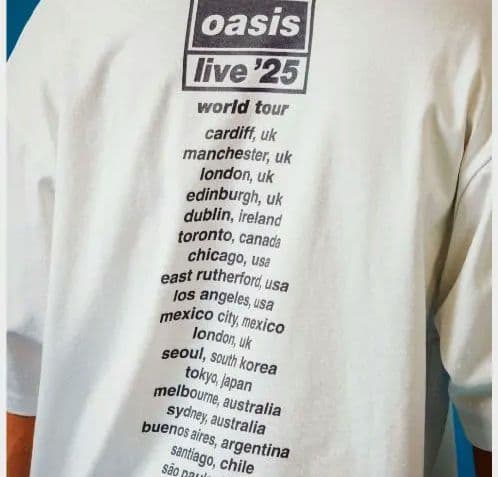 oasis
live '25
world tour
cardiff, uk
manchester, uk
london, uk
edinburgh, uk
dublin, ireland
toronto, canada
chicago, usa
east rutherford, usa
los angeles, usa
mexico city, mexico
london, uk
seoul, south korea
tokyo, japan
melbourne, australia
sydney, australia
buenos aires, argentina
santiago, chile
são